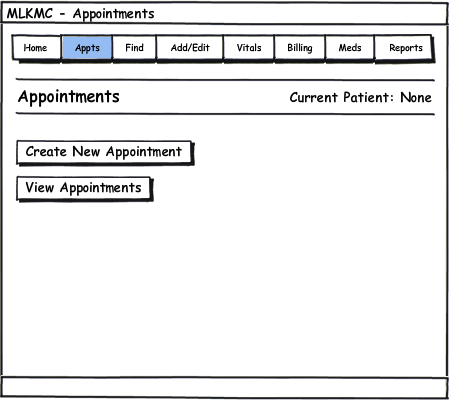 MLKMC - Appointments
Home Appts Find Add/Edit Vitals Billing Meds Reports
Appointments Current Patient: None
Create New Appointment
View Appointments